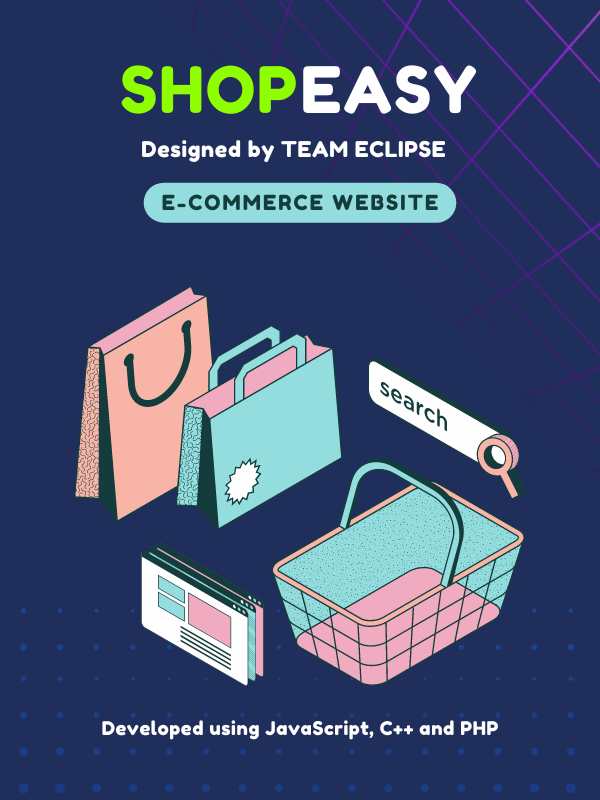 SHOPEASY
Designed by TEAM ECLIPSE
E-COMMERCE WEBSITE
search
Developed using JavaScript, C++ and PHP